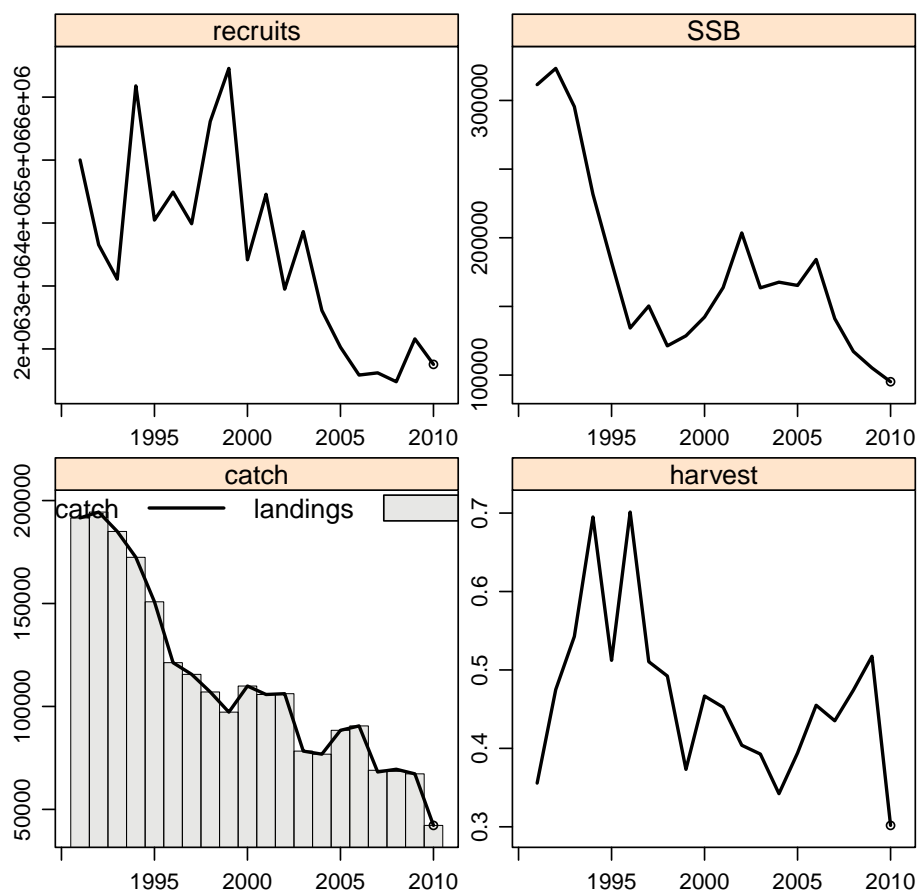 recruits
2e+063e+064e+065e+066e+06
1995 2000 2005 2010
SSB
100000 200000 300000
1995 2000 2005 2010
catch
catch landings
50000 100000 150000 200000
1995 2000 2005 2010
harvest
0.3 0.4 0.5 0.6 0.7
1995 2000 2005 2010